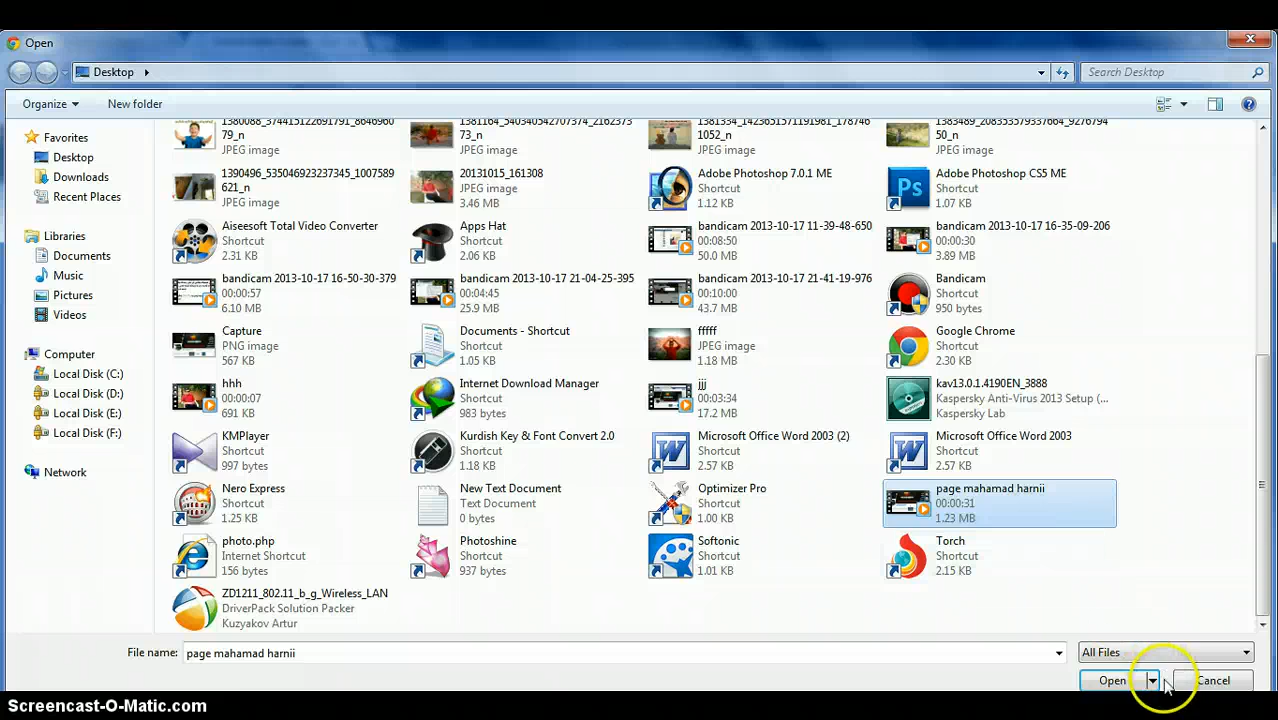 Open
Desktop
Search Desktop
Organize
New folder
Favorites
Desktop
Downloads
Recent Places
Libraries
Documents
Music
Pictures
Videos
Computer
Local Disk (C:)
Local Disk (D:)
Local Disk (E:)
Local Disk (F:)
Network
1380088_374415122691791_8646960
79_n
JPEG image
1381164_540340542707374_2162373
73_n
JPEG image
1381334_1423651571191981_178746
1052_n
JPEG image
1383489_208353579337664_9276794
50_n
JPEG image
1390496_535046923237345_1007589
621_n
JPEG image
20131015_161308
JPEG image
3.46 MB
Adobe Photoshop 7.0.1 ME
Shortcut
1.12 KB
Adobe Photoshop CS5 ME
Shortcut
1.07 KB
Aiseesoft Total Video Converter
Shortcut
2.31 KB
Apps Hat
Shortcut
2.06 KB
bandicam 2013-10-17 11-39-48-650
00:08:50
50.0 MB
bandicam 2013-10-17 16-35-09-206
00:00:30
3.89 MB
bandicam 2013-10-17 16-50-30-379
00:00:57
6.10 MB
bandicam 2013-10-17 21-04-25-395
00:04:45
25.9 MB
bandicam 2013-10-17 21-41-19-976
00:10:00
43.7 MB
Bandicam
Shortcut
950 bytes
Capture
PNG image
567 KB
Documents - Shortcut
Shortcut
1.05 KB
fffff
JPEG image
1.18 MB
Google Chrome
Shortcut
2.30 KB
hhh
00:00:07
691 KB
Internet Download Manager
Shortcut
983 bytes
jjj
00:03:34
17.2 MB
kav13.0.1.4190EN_3888
Kaspersky Anti-Virus 2013 Setup (...
Kaspersky Lab
KMPlayer
Shortcut
997 bytes
Kurdish Key & Font Convert 2.0
Shortcut
1.18 KB
Microsoft Office Word 2003 (2)
Shortcut
2.57 KB
Microsoft Office Word 2003
Shortcut
2.57 KB
Nero Express
Shortcut
1.25 KB
New Text Document
Text Document
0 bytes
Optimizer Pro
Shortcut
1.00 KB
page mahamad harnii
00:00:31
1.23 MB
photo.php
Internet Shortcut
156 bytes
Photoshine
Shortcut
937 bytes
Softonic
Shortcut
1.01 KB
Torch
Shortcut
2.15 KB
ZD1211_802.11_b_g_Wireless_LAN
DriverPack Solution Packer
Kuzyakov Artur
File name:
page mahamad harnii
All Files
Open
Cancel
Screencast-O-Matic.com